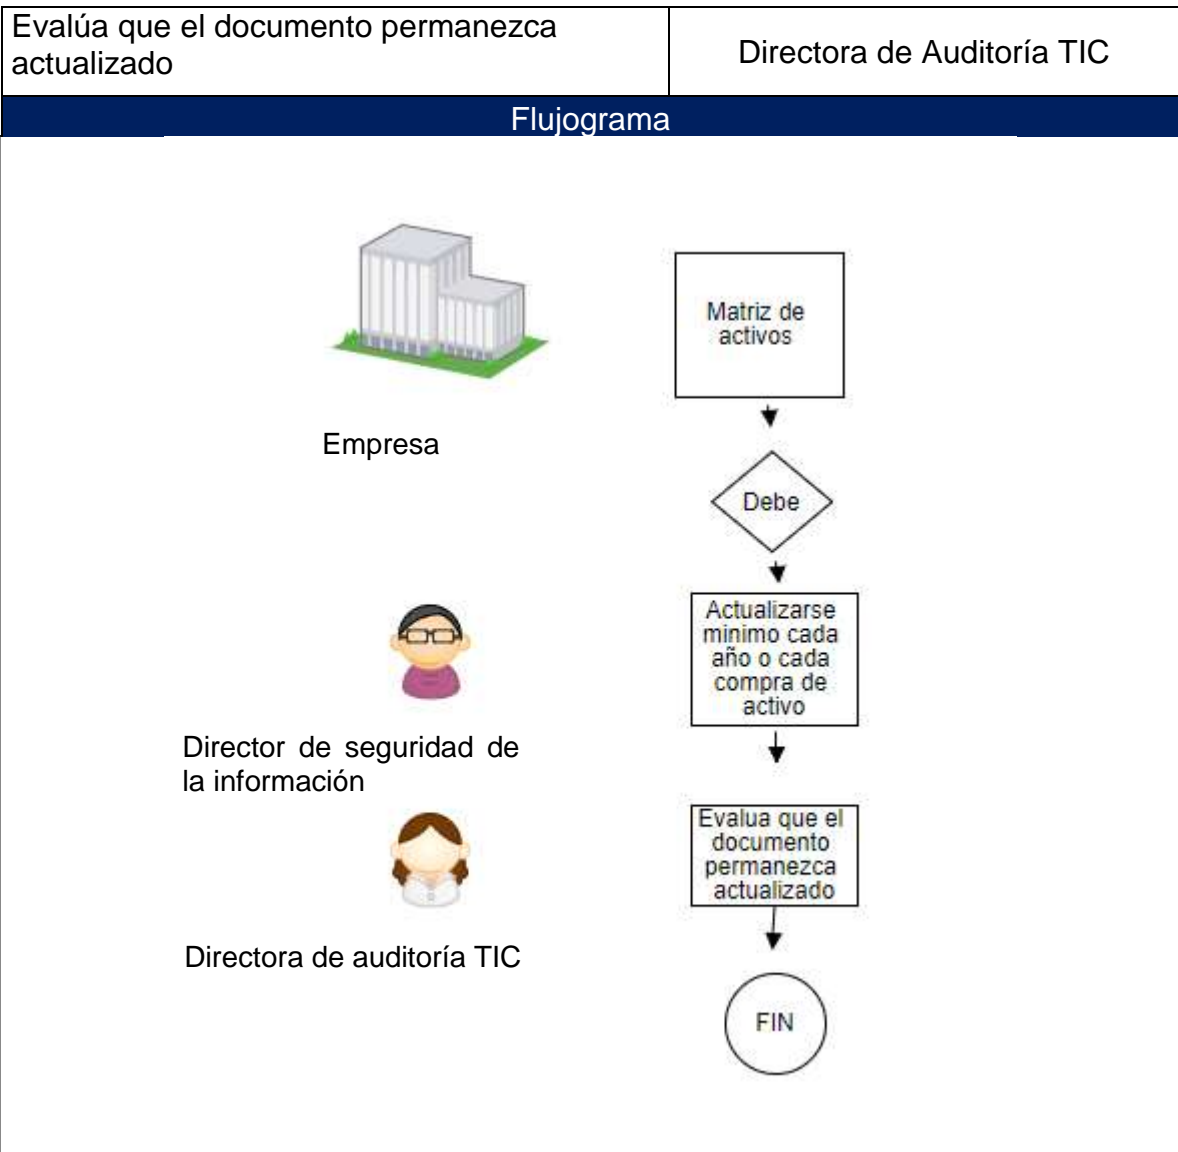 Evalúa que el documento permanezca
actualizado
Directora de Auditoría TIC
Flujograma
Matriz de
activos
Empresa
Debe
Actualizarse
minimo cada
año o cada
compra de
activo
Director de seguridad de
la información
Evalua que el
documento
permanezca
actualizado
Directora de auditoría TIC
FIN